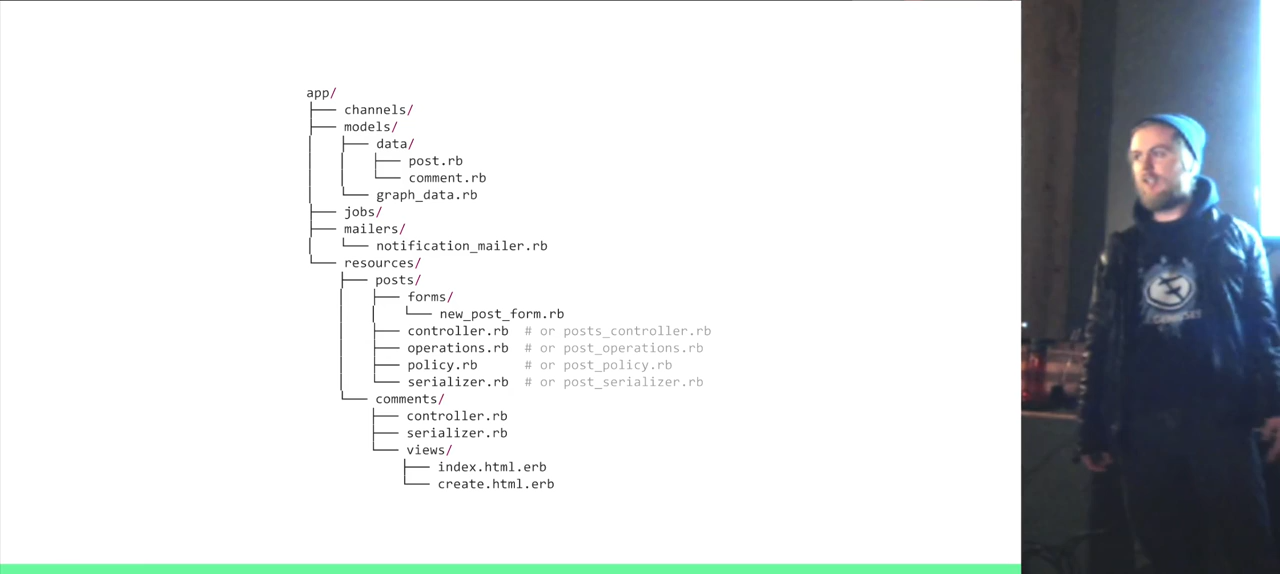 app/
├── channels/
├── models/
│   ├── data/
│   │   ├── post.rb
│   │   └── comment.rb
│   └── graph_data.rb
├── jobs/
├── mailers/
│   └── notification_mailer.rb
└── resources/
    ├── posts/
    │   ├── forms/
    │   │   └── new_post_form.rb
    │   ├── controller.rb  # or posts_controller.rb
    │   ├── operations.rb  # or post_operations.rb
    │   ├── policy.rb      # or post_policy.rb
    │   └── serializer.rb  # or post_serializer.rb
    └── comments/
        ├── controller.rb
        ├── serializer.rb
        └── views/
            ├── index.html.erb
            └── create.html.erb